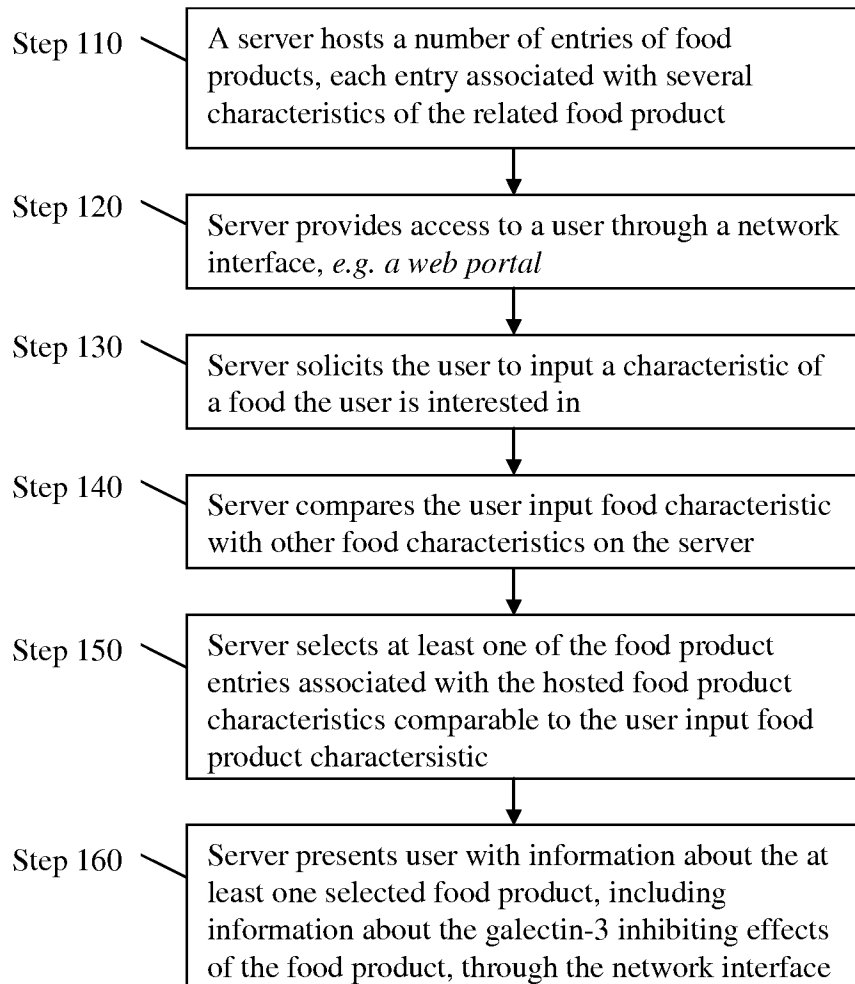 Step 110
A server hosts a number of entries of food
products, each entry associated with several
characteristics of the related food product
Step 120
Server provides access to a user through a network
interface, e.g. a web portal
Step 130
Server solicits the user to input a characteristic of
a food the user is interested in
Step 140
Server compares the user input food characteristic
with other food characteristics on the server
Step 150
Server selects at least one of the food product
entries associated with the hosted food product
characteristics comparable to the user input food
product charactersistic
Step 160
Server presents user with information about the at
least one selected food product, including
information about the galectin-3 inhibiting effects
of the food product, through the network interface